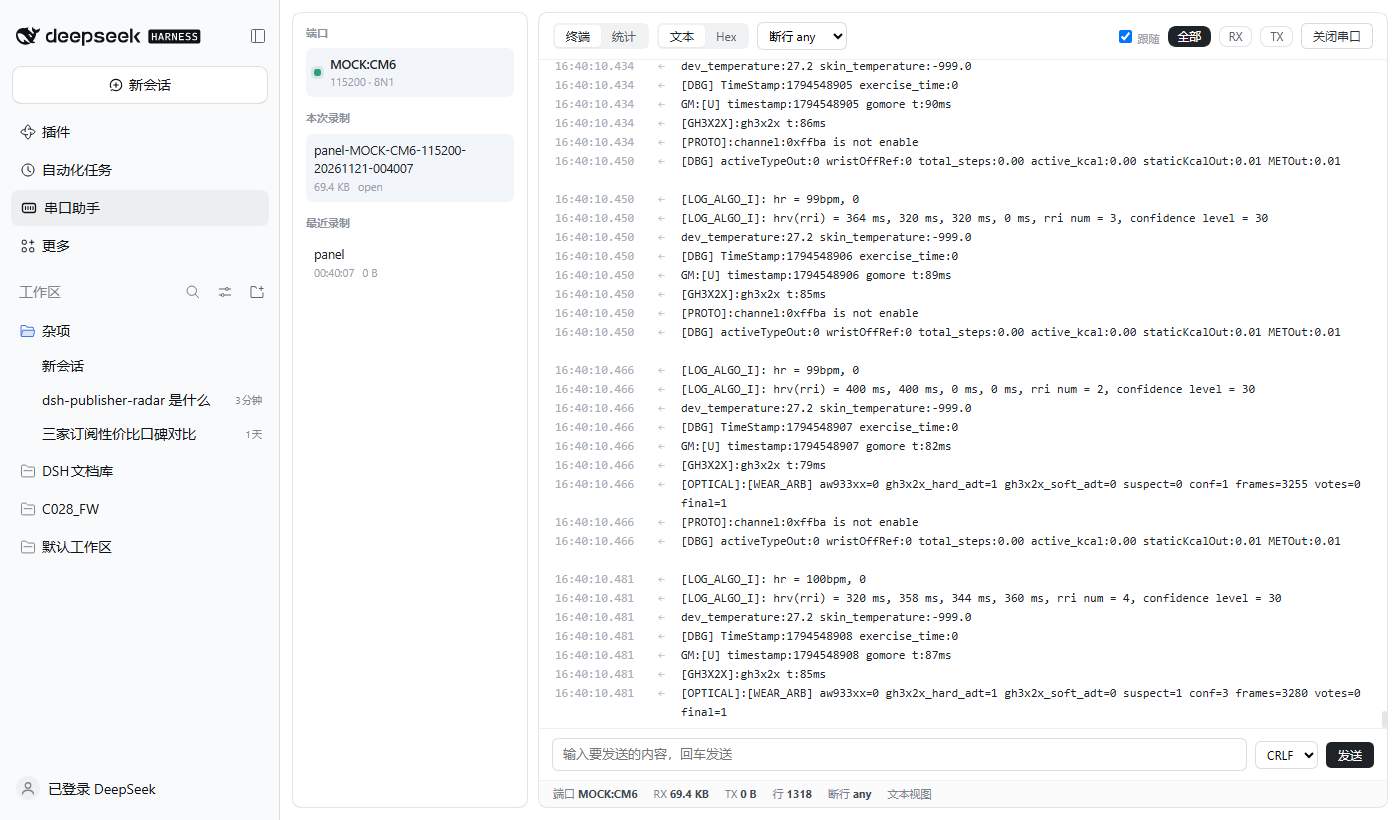 deepseek HARNESS
新会话
插件
自动化任务
串口助手
更多
工作区
杂项
新会话
dsh-publisher-radar 是什么 3分钟
三家订阅性价比口碑对比 1天
DSH 文档库
C028_FW
默认工作区
已登录 DeepSeek
端口
MOCK:CM6
115200 · 8N1
本次录制
panel-MOCK-CM6-115200-
20261121-004007
69.4 KB open
最近录制
panel
00:40:07 0 B
终端 统计 文本 Hex 断行 any 跟随 全部 RX TX 关闭串口
16:40:10.434 ← dev_temperature:27.2 skin_temperature:-999.0
16:40:10.434 ← [DBG] TimeStamp:1794548905 exercise_time:0
16:40:10.434 ← GM:[U] timestamp:1794548905 gomore t:90ms
16:40:10.434 ← [GH3X2X]:gh3x2x t:86ms
16:40:10.434 ← [PROTO]:channel:0xffba is not enable
16:40:10.450 ← [DBG] activeTypeOut:0 wristOffRef:0 total_steps:0.00 active_kcal:0.00 staticKcalOut:0.01 METOut:0.01
16:40:10.450 ← [LOG_ALGO_I]: hr = 99bpm, 0
16:40:10.450 ← [LOG_ALGO_I]: hrv(rri) = 364 ms, 320 ms, 320 ms, 0 ms, rri num = 3, confidence level = 30
16:40:10.450 ← dev_temperature:27.2 skin_temperature:-999.0
16:40:10.450 ← [DBG] TimeStamp:1794548906 exercise_time:0
16:40:10.450 ← GM:[U] timestamp:1794548906 gomore t:89ms
16:40:10.450 ← [GH3X2X]:gh3x2x t:85ms
16:40:10.450 ← [PROTO]:channel:0xffba is not enable
16:40:10.450 ← [DBG] activeTypeOut:0 wristOffRef:0 total_steps:0.00 active_kcal:0.00 staticKcalOut:0.01 METOut:0.01
16:40:10.466 ← [LOG_ALGO_I]: hr = 99bpm, 0
16:40:10.466 ← [LOG_ALGO_I]: hrv(rri) = 400 ms, 400 ms, 0 ms, 0 ms, rri num = 2, confidence level = 30
16:40:10.466 ← dev_temperature:27.2 skin_temperature:-999.0
16:40:10.466 ← [DBG] TimeStamp:1794548907 exercise_time:0
16:40:10.466 ← GM:[U] timestamp:1794548907 gomore t:82ms
16:40:10.466 ← [GH3X2X]:gh3x2x t:79ms
16:40:10.466 ← [OPTICAL]:[WEAR_ARB] aw933xx=0 gh3x2x_hard_adt=1 gh3x2x_soft_adt=0 suspect=0 conf=1 frames=3255 votes=0
final=1
16:40:10.466 ← [PROTO]:channel:0xffba is not enable
16:40:10.466 ← [DBG] activeTypeOut:0 wristOffRef:0 total_steps:0.00 active_kcal:0.00 staticKcalOut:0.01 METOut:0.01
16:40:10.481 ← [LOG_ALGO_I]: hr = 100bpm, 0
16:40:10.481 ← [LOG_ALGO_I]: hrv(rri) = 320 ms, 358 ms, 344 ms, 360 ms, rri num = 4, confidence level = 30
16:40:10.481 ← dev_temperature:27.2 skin_temperature:-999.0
16:40:10.481 ← [DBG] TimeStamp:1794548908 exercise_time:0
16:40:10.481 ← GM:[U] timestamp:1794548908 gomore t:87ms
16:40:10.481 ← [GH3X2X]:gh3x2x t:85ms
16:40:10.481 ← [OPTICAL]:[WEAR_ARB] aw933xx=0 gh3x2x_hard_adt=1 gh3x2x_soft_adt=0 suspect=1 conf=3 frames=3280 votes=0
final=1
输入要发送的内容，回车发送 CRLF 发送
端口 MOCK:CM6 RX 69.4 KB TX 0 B 行 1318 断行 any 文本视图